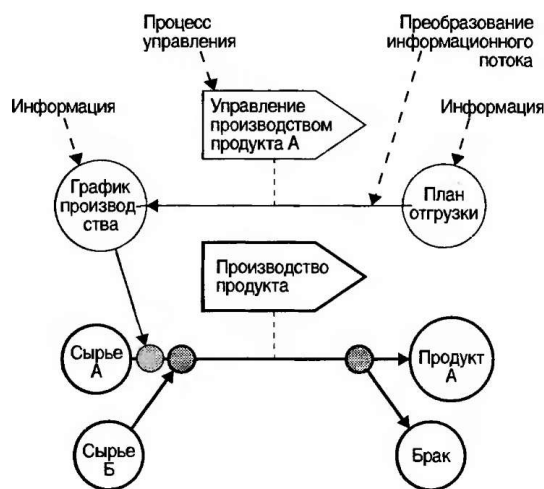 Процесс
управления
Преобразование
информационного
потока
Информация
Управление
производством
продукта А
Информация
График
производ-
ства
План
отгрузки
Производство
продукта
Сырье
А
Продукт
А
Сырье
Б
Брак